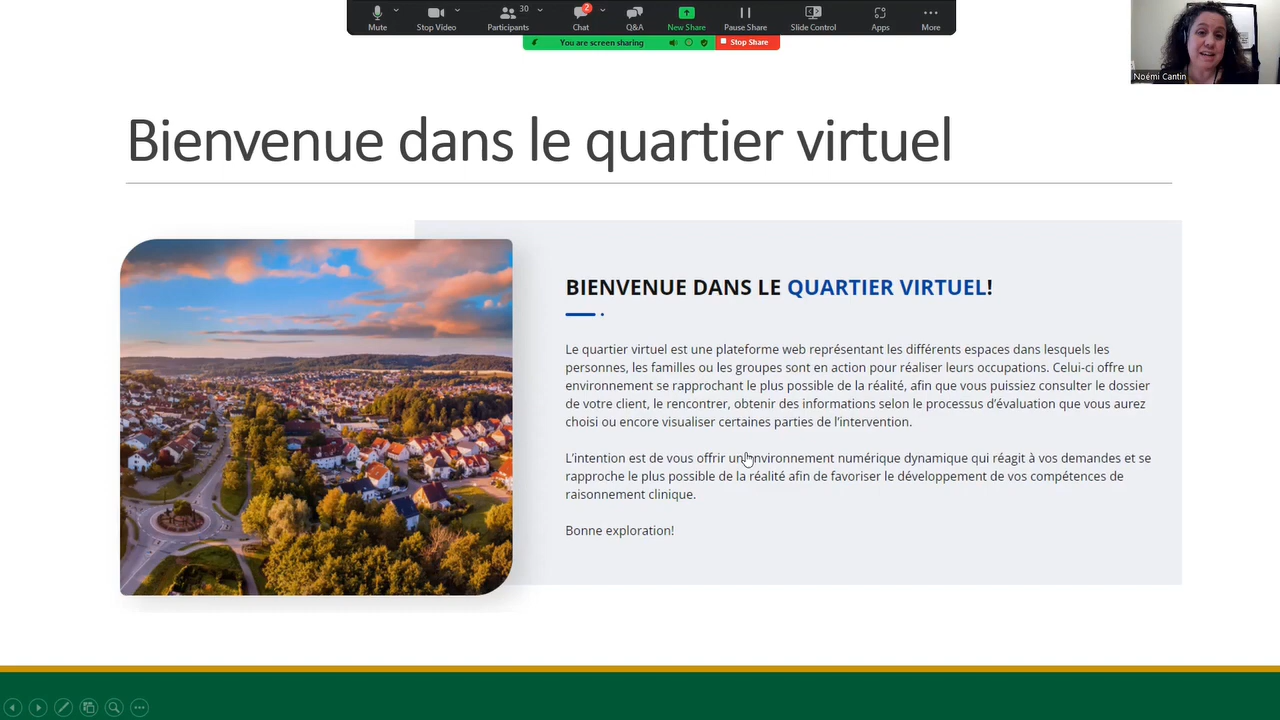 Mute
Stop Video
30
Participants
2
Chat
Q&A
New Share
Pause Share
Slide Control
Apps
More
You are screen sharing
Stop Share
Noémi Cantin
Bienvenue dans le quartier virtuel
BIENVENUE DANS LE QUARTIER VIRTUEL!
Le quartier virtuel est une plateforme web représentant les différents espaces dans lesquels les
personnes, les familles ou les groupes sont en action pour réaliser leurs occupations. Celui-ci offre un
environnement se rapprochant le plus possible de la réalité, afin que vous puissiez consulter le dossier
de votre client, le rencontrer, obtenir des informations selon le processus d'évaluation que vous aurez
choisi ou encore visualiser certaines parties de l'intervention.
L'intention est de vous offrir un environnement numérique dynamique qui réagit à vos demandes et se
rapproche le plus possible de la réalité afin de favoriser le développement de vos compétences de
raisonnement clinique.
Bonne exploration!